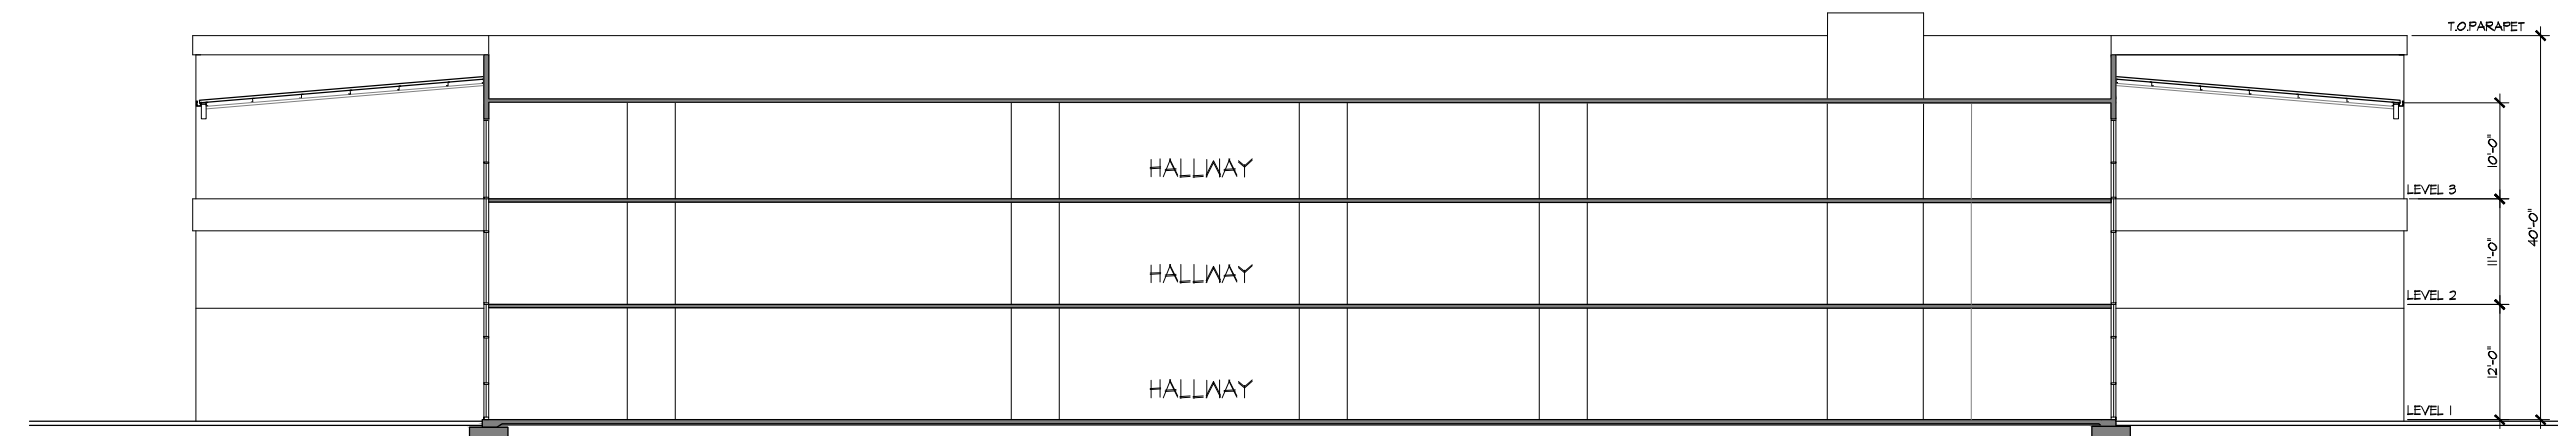 T.O.PARAPET
10'-0"
HALLWAY
LEVEL 3
40'-0"
11'-0"
HALLWAY
LEVEL 2
12'-0"
HALLWAY
LEVEL 1